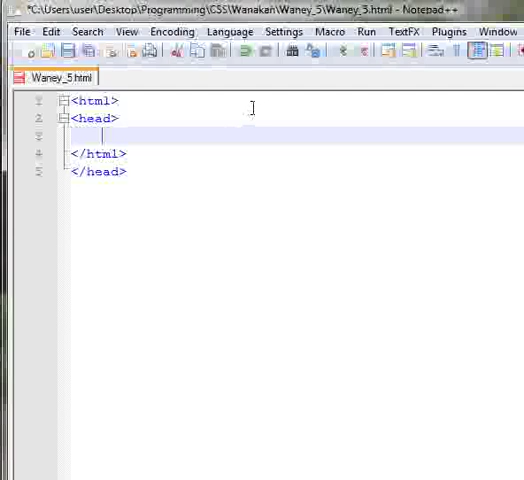 *C:\Users\user\Desktop\Programming\CSS\Wanakan\Waney_5\Waney_5.html - Notepad++
File Edit Search View Encoding Language Settings Macro Run TextFX Plugins Window
Waney_5.html
1 <html>
2 <head>
3
4 </html>
5 </head>